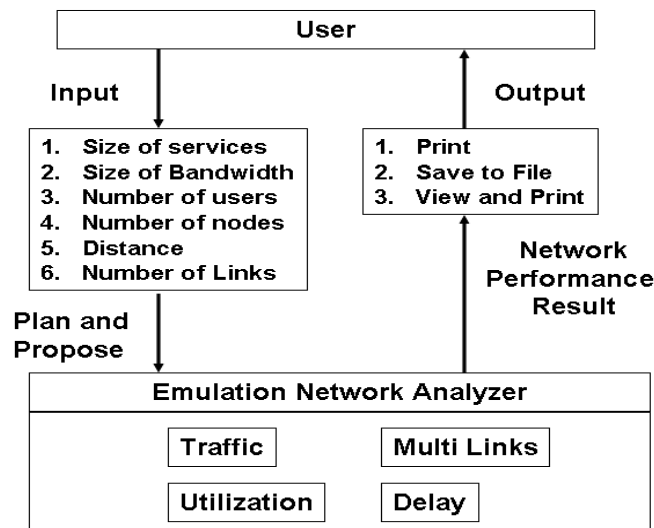 User
Input
Output
1. Size of services
2. Size of Bandwidth
3. Number of users
4. Number of nodes
5. Distance
6. Number of Links
1. Print
2. Save to File
3. View and Print
Plan and
Propose
Network
Performance
Result
Emulation Network Analyzer
Traffic
Multi Links
Utilization
Delay